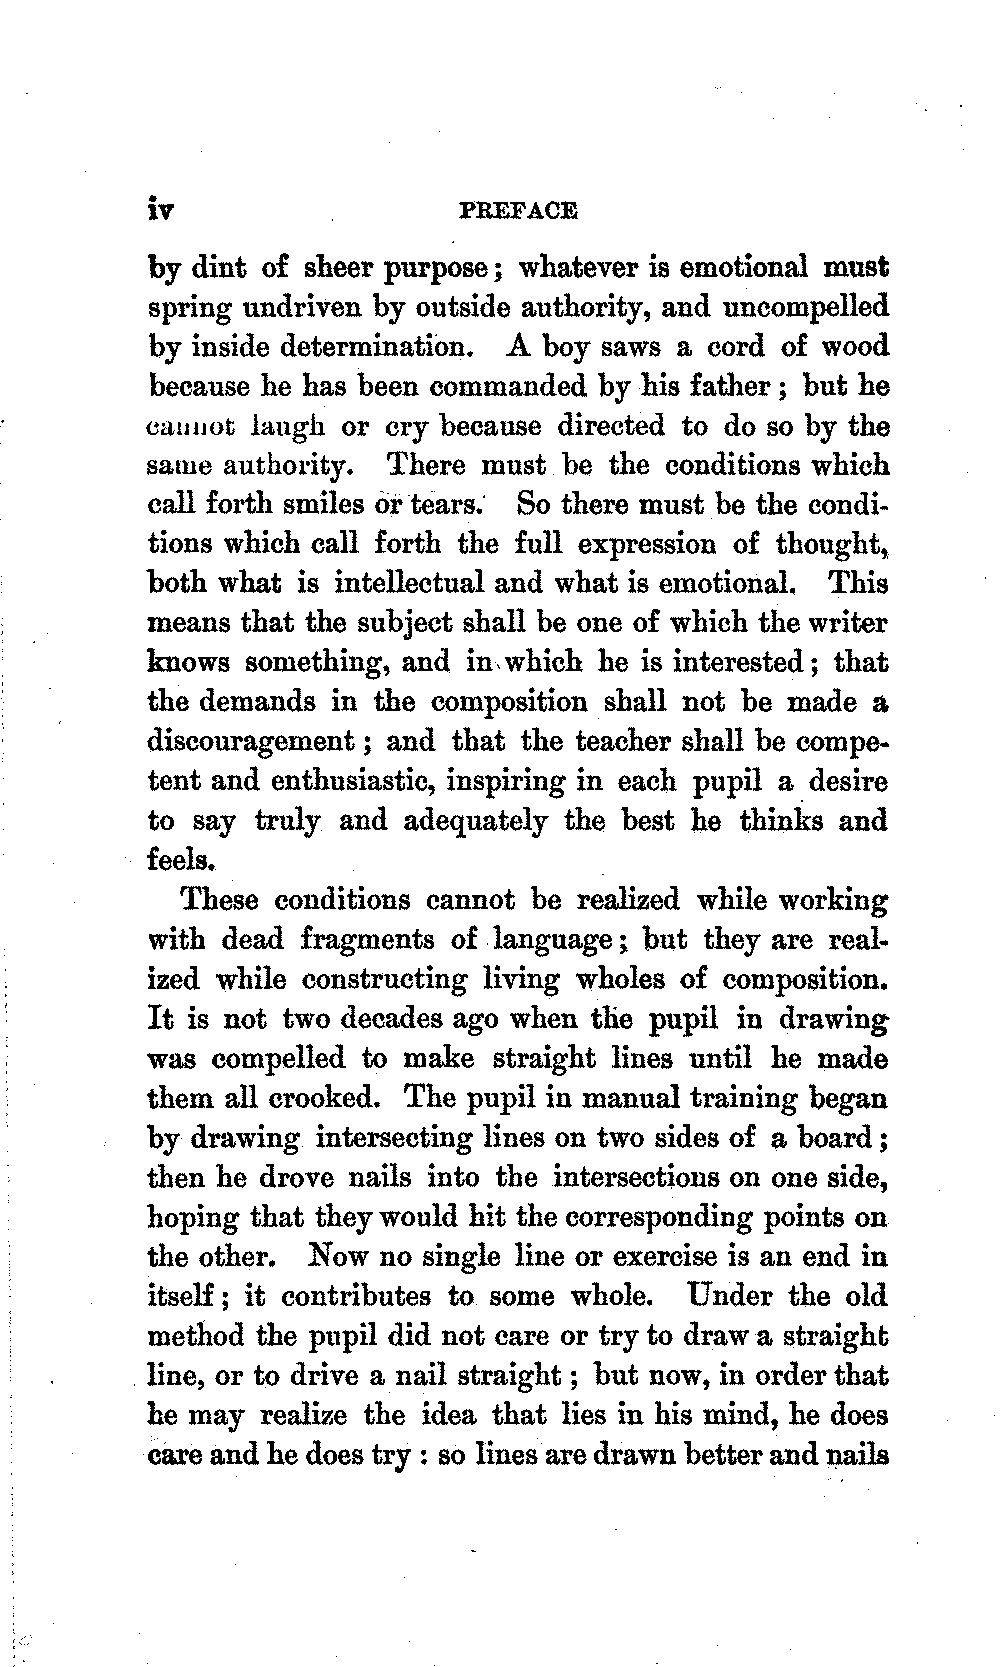 iv PREFACE
by dint of sheer purpose; whatever is emotional must
spring undriven by outside authority, and uncompelled
by inside determination. A boy saws a cord of wood
because he has been commanded by his father; but he
cannot laugh or cry because directed to do so by the
same authority. There must be the conditions which
call forth smiles or tears. So there must be the condi-
tions which call forth the full expression of thought,
both what is intellectual and what is emotional. This
means that the subject shall be one of which the writer
knows something, and in which he is interested; that
the demands in the composition shall not be made a
discouragement; and that the teacher shall be compe-
tent and enthusiastic, inspiring in each pupil a desire
to say truly and adequately the best he thinks and
feels.
These conditions cannot be realized while working
with dead fragments of language; but they are real-
ized while constructing living wholes of composition.
It is not two decades ago when the pupil in drawing
was compelled to make straight lines until he made
them all crooked. The pupil in manual training began
by drawing intersecting lines on two sides of a board;
then he drove nails into the intersections on one side,
hoping that they would hit the corresponding points on
the other. Now no single line or exercise is an end in
itself; it contributes to some whole. Under the old
method the pupil did not care or try to draw a straight
line, or to drive a nail straight; but now, in order that
he may realize the idea that lies in his mind, he does
care and he does try: so lines are drawn better and nails